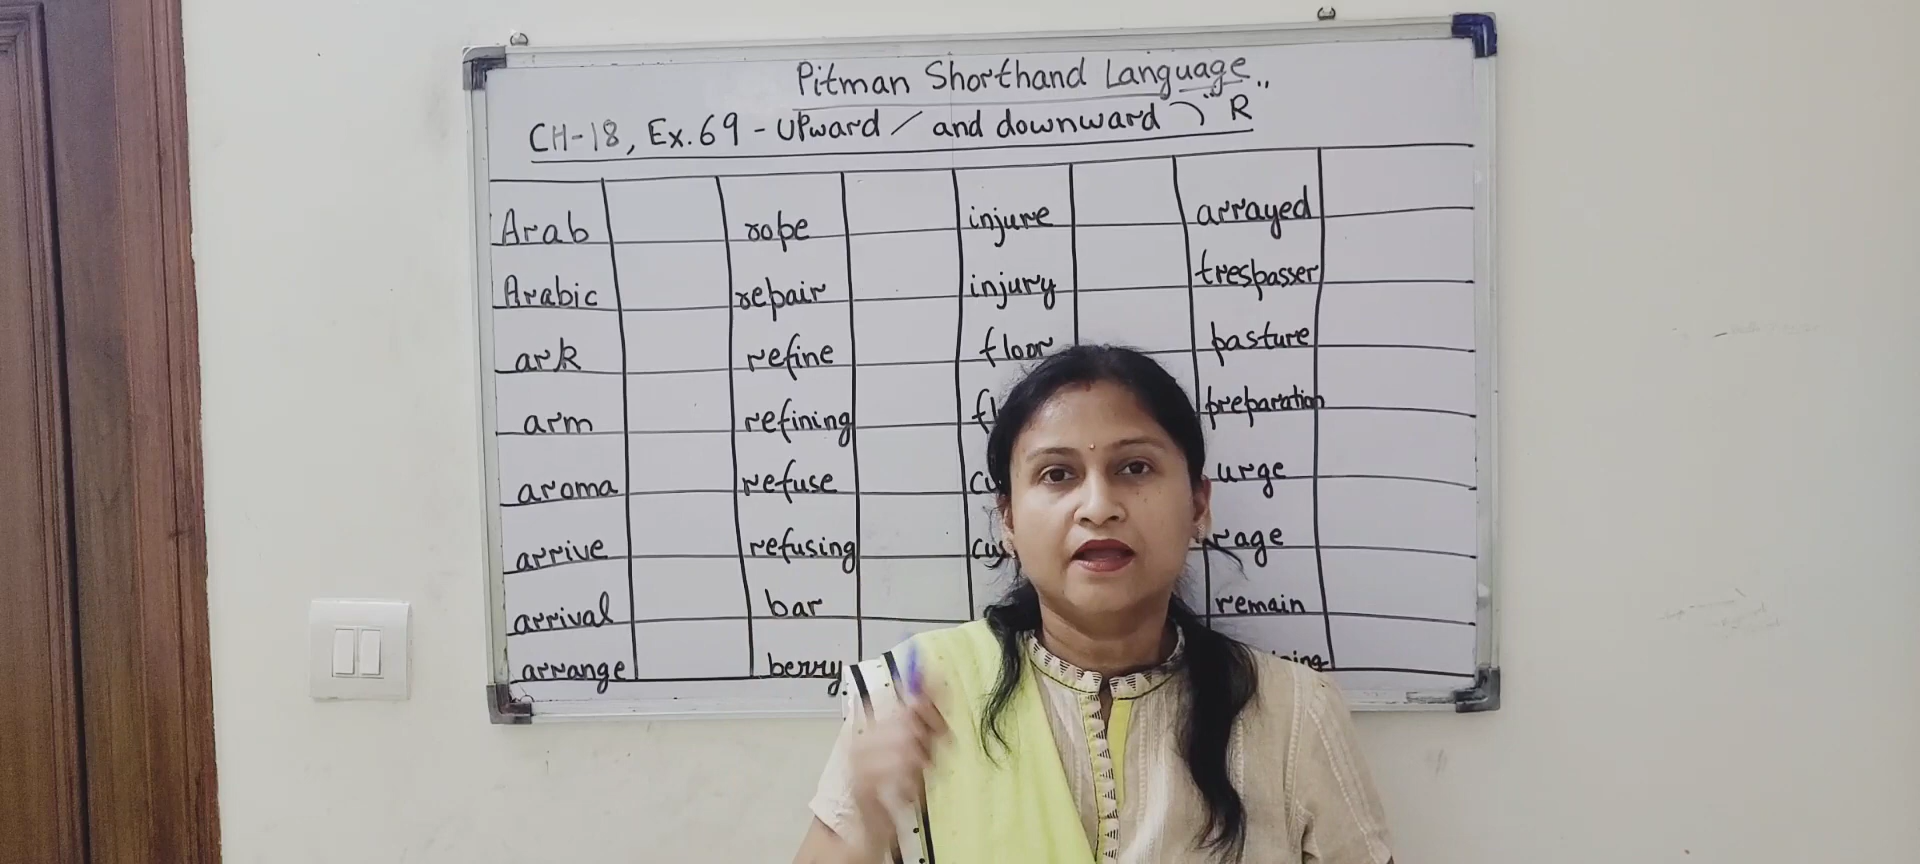 Pitman Shorthand Language
CH-18, Ex.69 - Upward / and downward ) R
Arab rope injure arrayed
Arabic repair injury trespasser
ark refine floor pasture
arm refining preparation
aroma refuse urge
arrive refusing rage
arrival bar remain
arrange berry